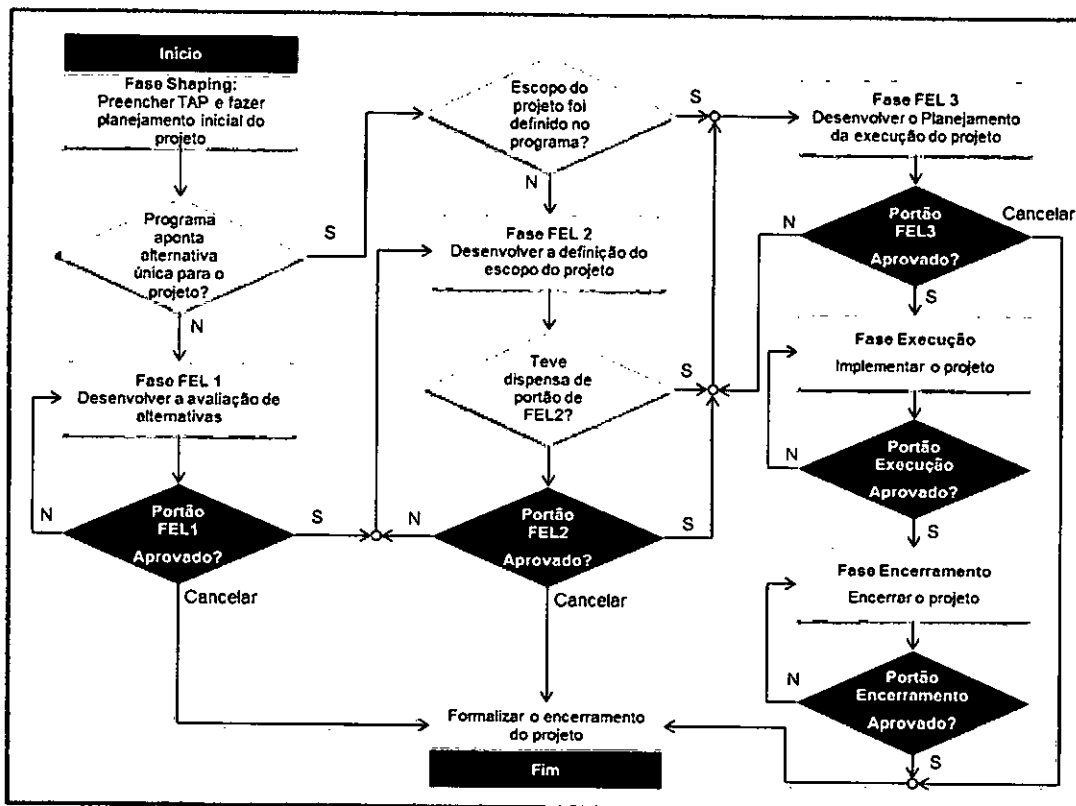 Início
Fase Shaping:
Preencher TAP e fazer
planejamento inicial do
projeto
Programa
aponta
alternativa
única para o
projeto?
S
N
Fase FEL 1
Desenvolver a avaliação de
alternativas
Portão
FEL1
Aprovado?
N
S
Cancelar
Escopo do
projeto foi
definido no
programa?
S
N
Fase FEL 2
Desenvolver a definição do
escopo do projeto
Teve
dispensa de
portão de
FEL2?
S
Portão
FEL2
Aprovado?
N
S
Cancelar
Formalizar o encerramento
do projeto
Fim
Fase FEL 3
Desenvolver o Planejamento
da execução do projeto
Portão
FEL3
Aprovado?
N
Cancelar
S
Fase Execução
Implementar o projeto
Portão
Execução
Aprovado?
N
S
Fase Encerramento
Encerrar o projeto
Portão
Encerramento
Aprovado?
N
S